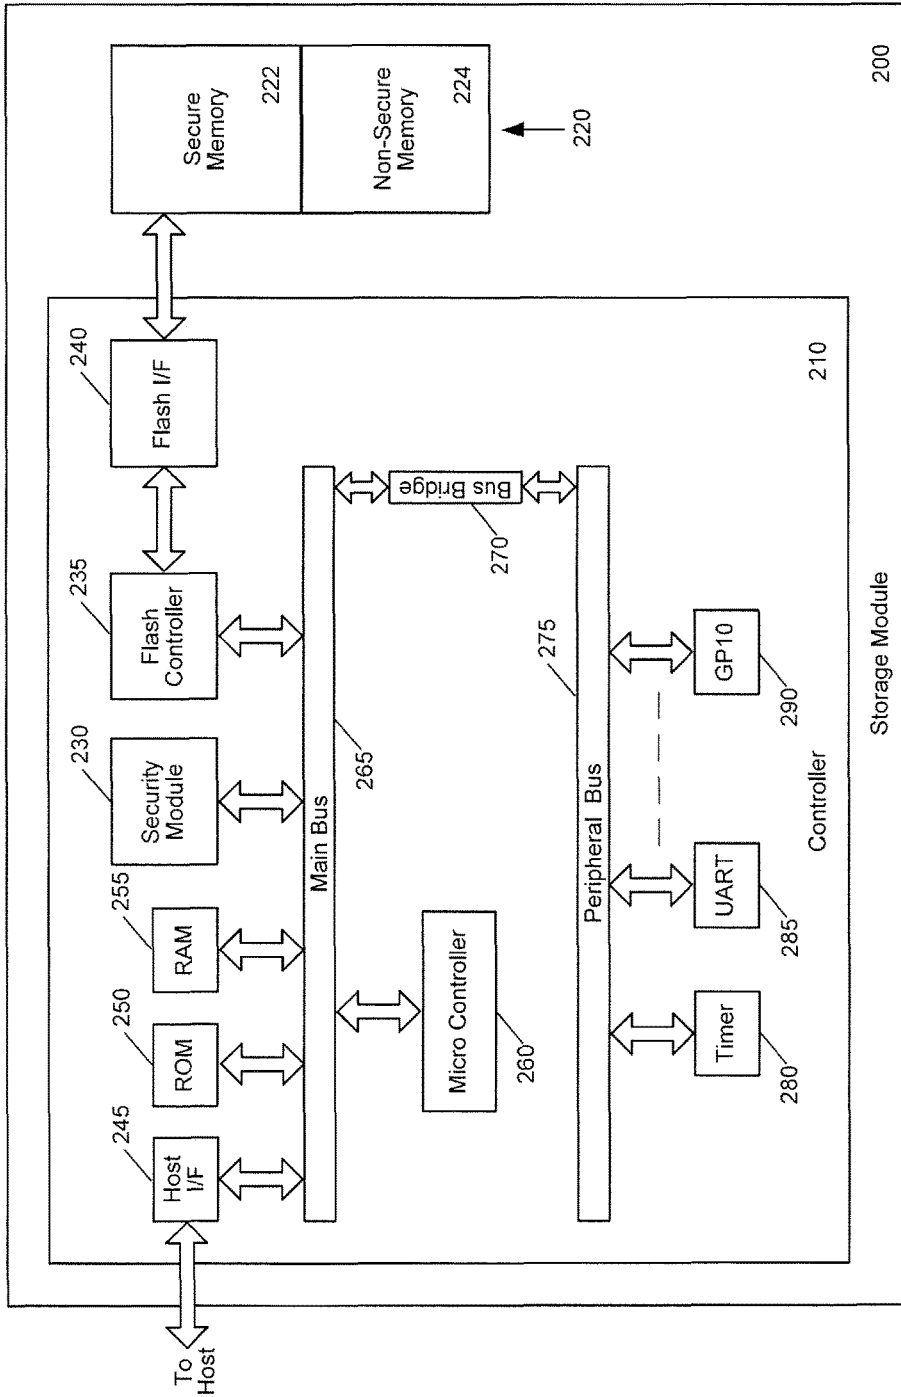 To
Host
245
Host
I/F
250
ROM
255
RAM
230
Security
Module
235
Flash
Controller
240
Flash I/F
Secure
Memory
222
Non-Secure
Memory
224
220
Main Bus
265
Micro Controller
260
Bus Bridge
270
Peripheral Bus
275
Timer
280
UART
285
GP10
290
Controller
210
Storage Module
200